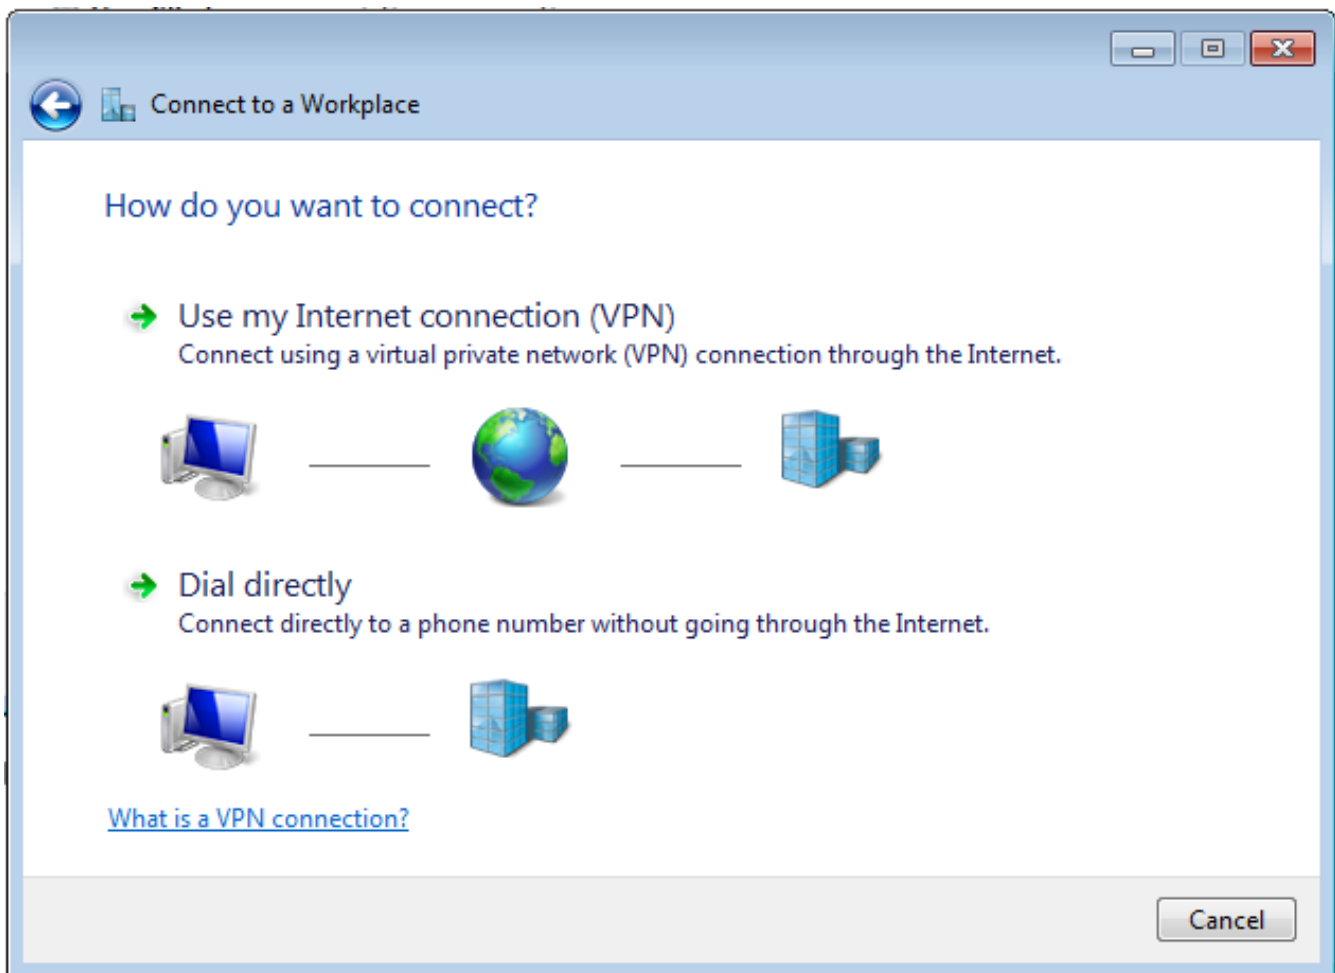 Connect to a Workplace
How do you want to connect?
Use my Internet connection (VPN)
Connect using a virtual private network (VPN) connection through the Internet.
Dial directly
Connect directly to a phone number without going through the Internet.
What is a VPN connection?
Cancel